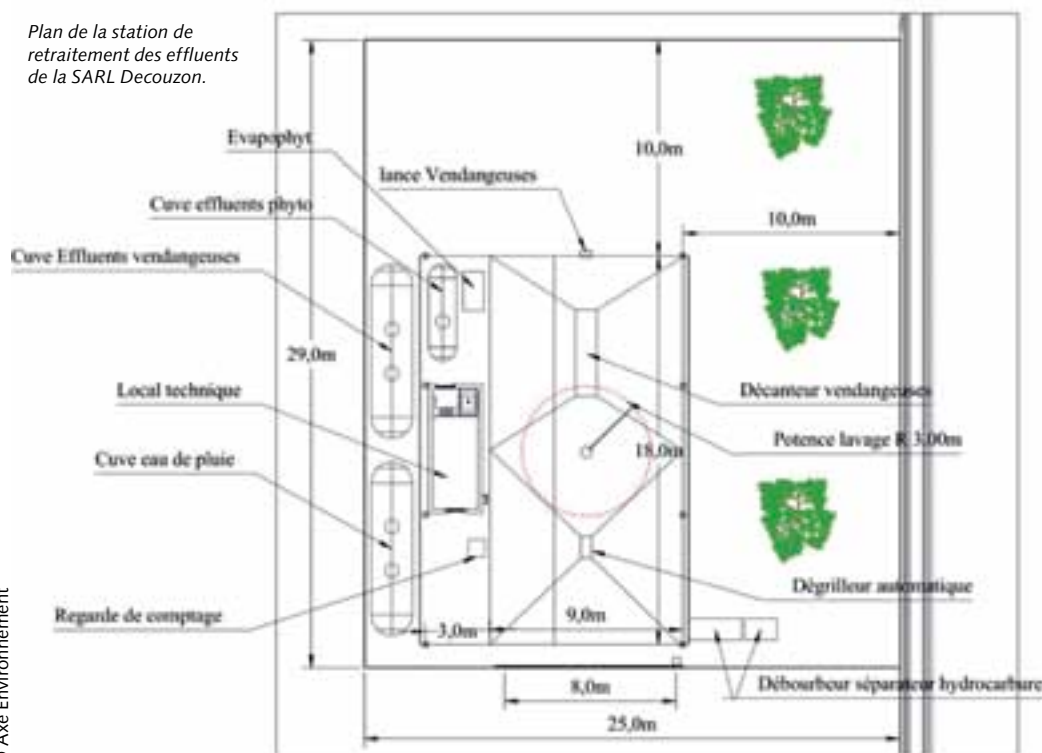 Plan de la station de
retraitement des effluents
de la SARL Decouzon.
Evapophyt
lance Vendangeuses
10,0m
Cuve effluents phyto
10,0m
Cuve Effluents vendangeuses
29,0m
Local technique
Décanteur vendangeuses
Potence lavage R 3,00m
18,0m
Cuve eau de pluie
Dégrilleur automatique
Regarde de comptage
9,0m
3,0m
Débourbeur séparateur hydrocarbure
8,0m
25,0m
Axe Environnement